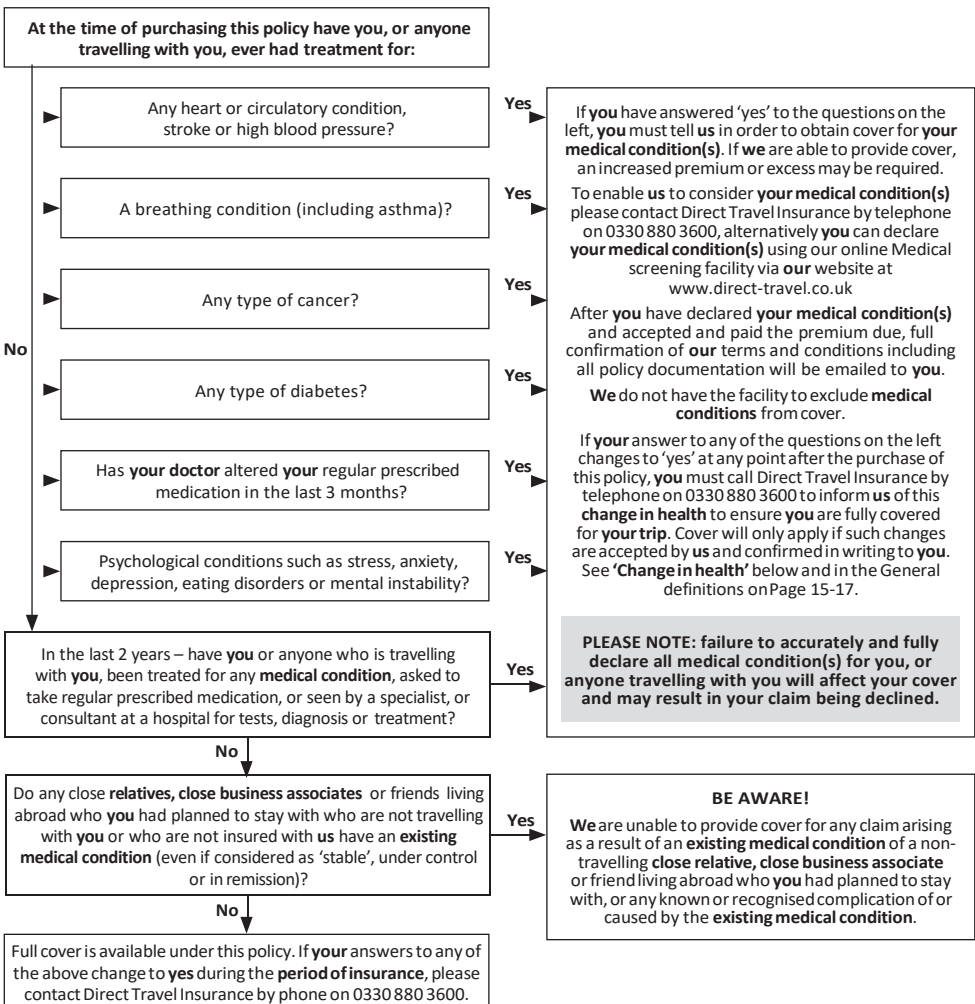 At the time of purchasing this policy have you, or anyone
travelling with you, ever had treatment for:
Any heart or circulatory condition,
stroke or high blood pressure?
Yes
A breathing condition (including asthma)?
Yes
Any type of cancer?
Yes
No
Any type of diabetes?
Yes
Has your doctor altered your regular prescribed
medication in the last 3 months?
Yes
Psychological conditions such as stress, anxiety,
depression, eating disorders or mental instability?
Yes
If you have answered ‘yes’ to the questions on the
left, you must tell us in order to obtain cover for your
medical condition(s). If we are able to provide cover,
an increased premium or excess may be required.
To enable us to consider your medical condition(s)
please contact Direct Travel Insurance by telephone
on 0330 880 3600, alternatively you can declare
your medical condition(s) using our online Medical
screening facility via our website at
www.direct-travel.co.uk
After you have declared your medical condition(s)
and accepted and paid the premium due, full
confirmation of our terms and conditions including
all policy documentation will be emailed to you.
We do not have the facility to exclude medical
conditions from cover.
If your answer to any of the questions on the left
changes to ‘yes’ at any point after the purchase of
this policy, you must call Direct Travel Insurance by
telephone on 0330 880 3600 to inform us of this
change in health to ensure you are fully covered
for your trip. Cover will only apply if such changes
are accepted by us and confirmed in writing to you.
See ‘Change in health’ below and in the General
definitions on Page 15-17.
PLEASE NOTE: failure to accurately and fully
declare all medical condition(s) for you, or
anyone travelling with you will affect your cover
and may result in your claim being declined.
In the last 2 years – have you or anyone who is travelling
with you, been treated for any medical condition, asked
to take regular prescribed medication, or seen by a specialist, or
consultant at a hospital for tests, diagnosis or treatment?
Yes
No
Do any close relatives, close business associates or friends living
abroad who you had planned to stay with who are not travelling
with you or who are not insured with us have an existing
medical condition (even if considered as ‘stable’, under control
or in remission)?
Yes
BE AWARE!
We are unable to provide cover for any claim arising
as a result of an existing medical condition of a non-
travelling close relative, close business associate
or friend living abroad who you had planned to stay
with, or any known or recognised complication of or
caused by the existing medical condition.
No
Full cover is available under this policy. If your answers to any of
the above change to yes during the period of insurance, please
contact Direct Travel Insurance by phone on 0330 880 3600.